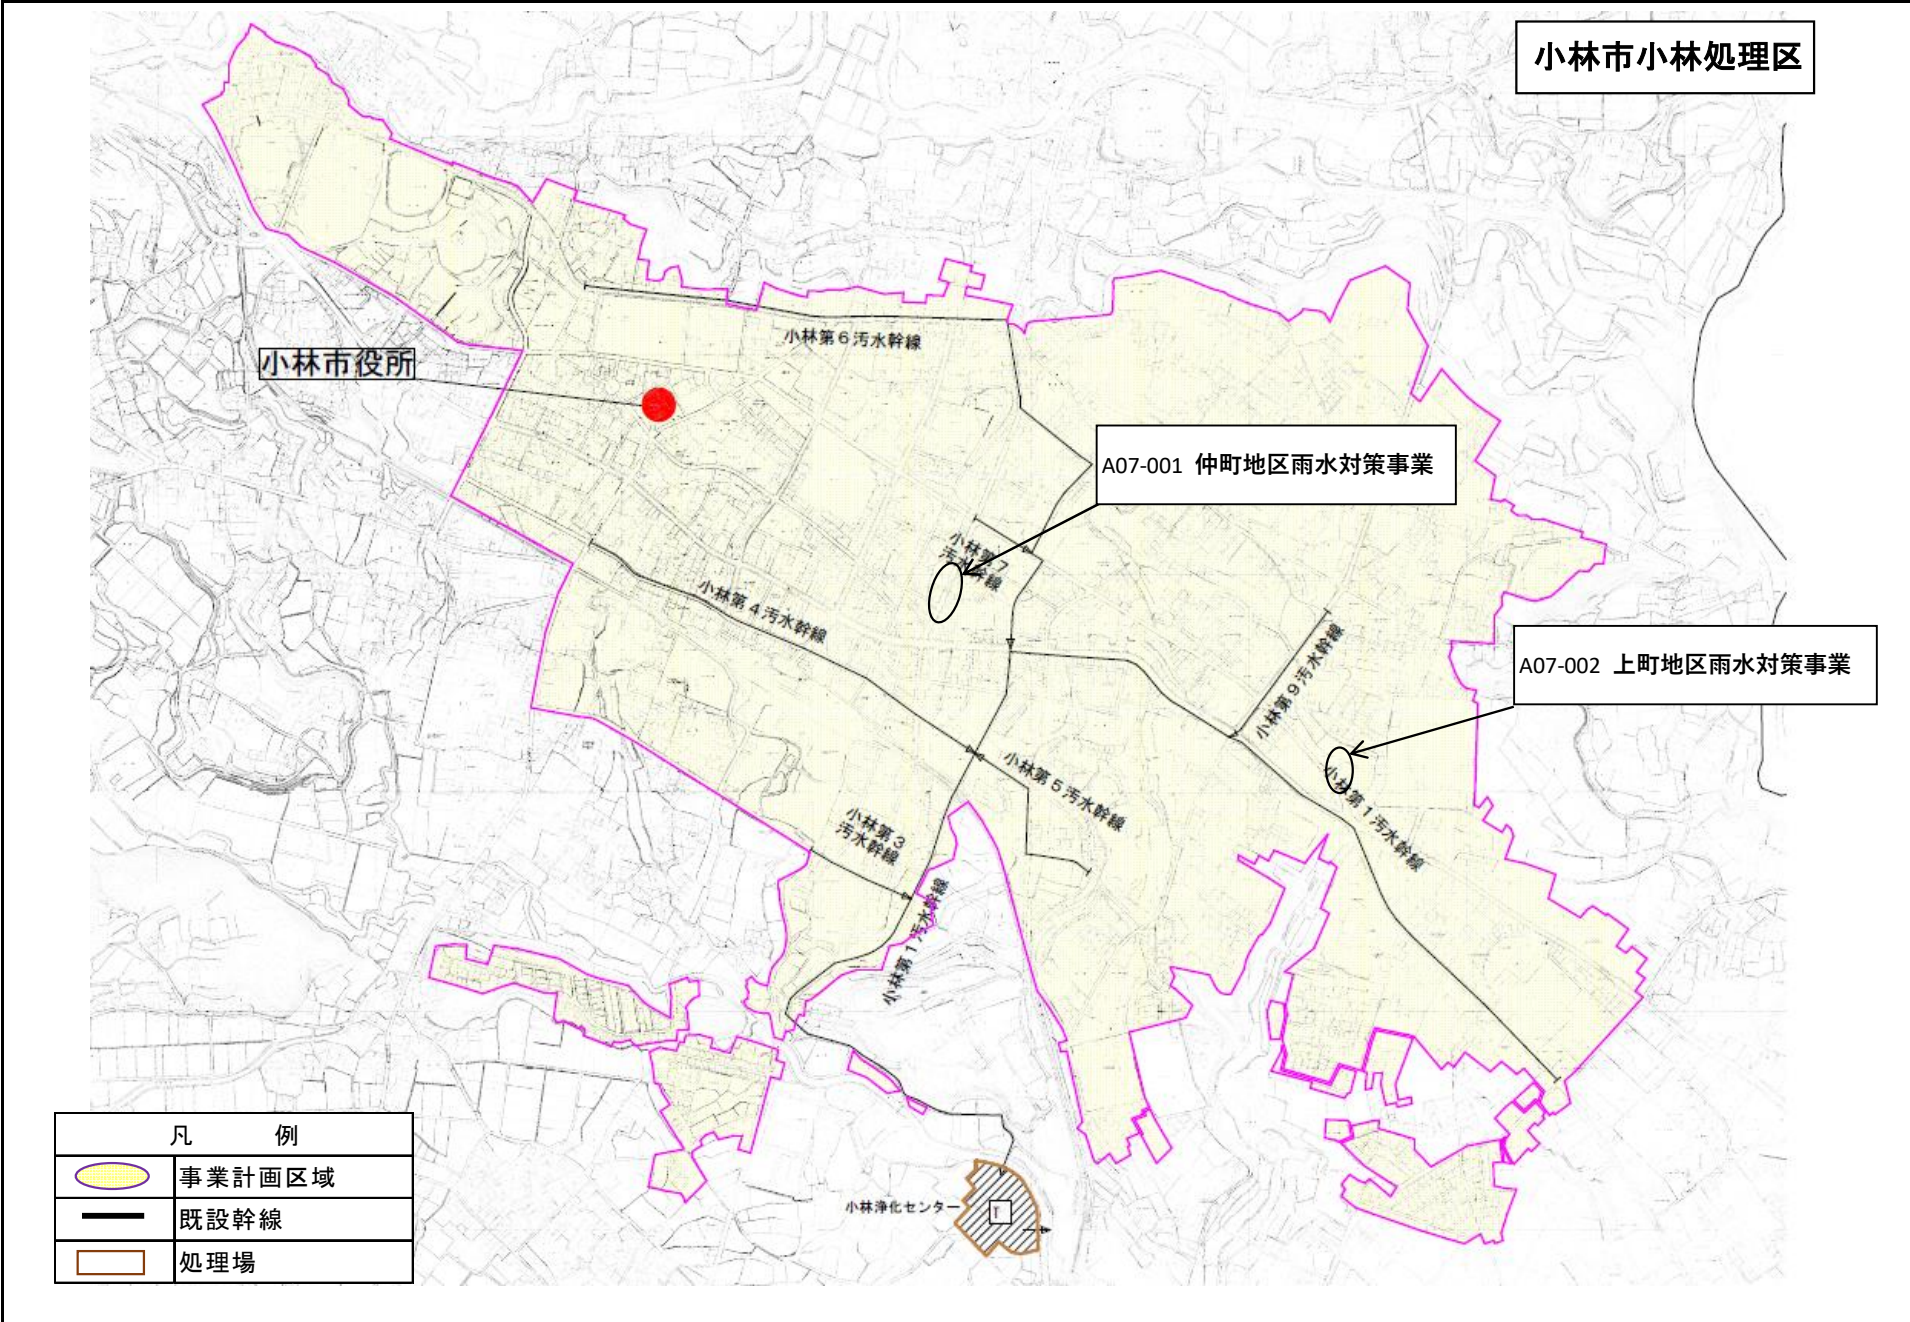 小林市小林処理区
小林第６汚水幹線
小林市役所
A07-001 仲町地区雨水対策事業
小林第７
汚水幹線
小林第４汚水幹線
小林第９汚水幹線
A07-002 上町地区雨水対策事業
小林第５汚水幹線
小林第１汚水幹線
小林第３
汚水幹線
小林第１汚水幹線
凡　例
事業計画区域
既設幹線
処理場
小林浄化センター
T